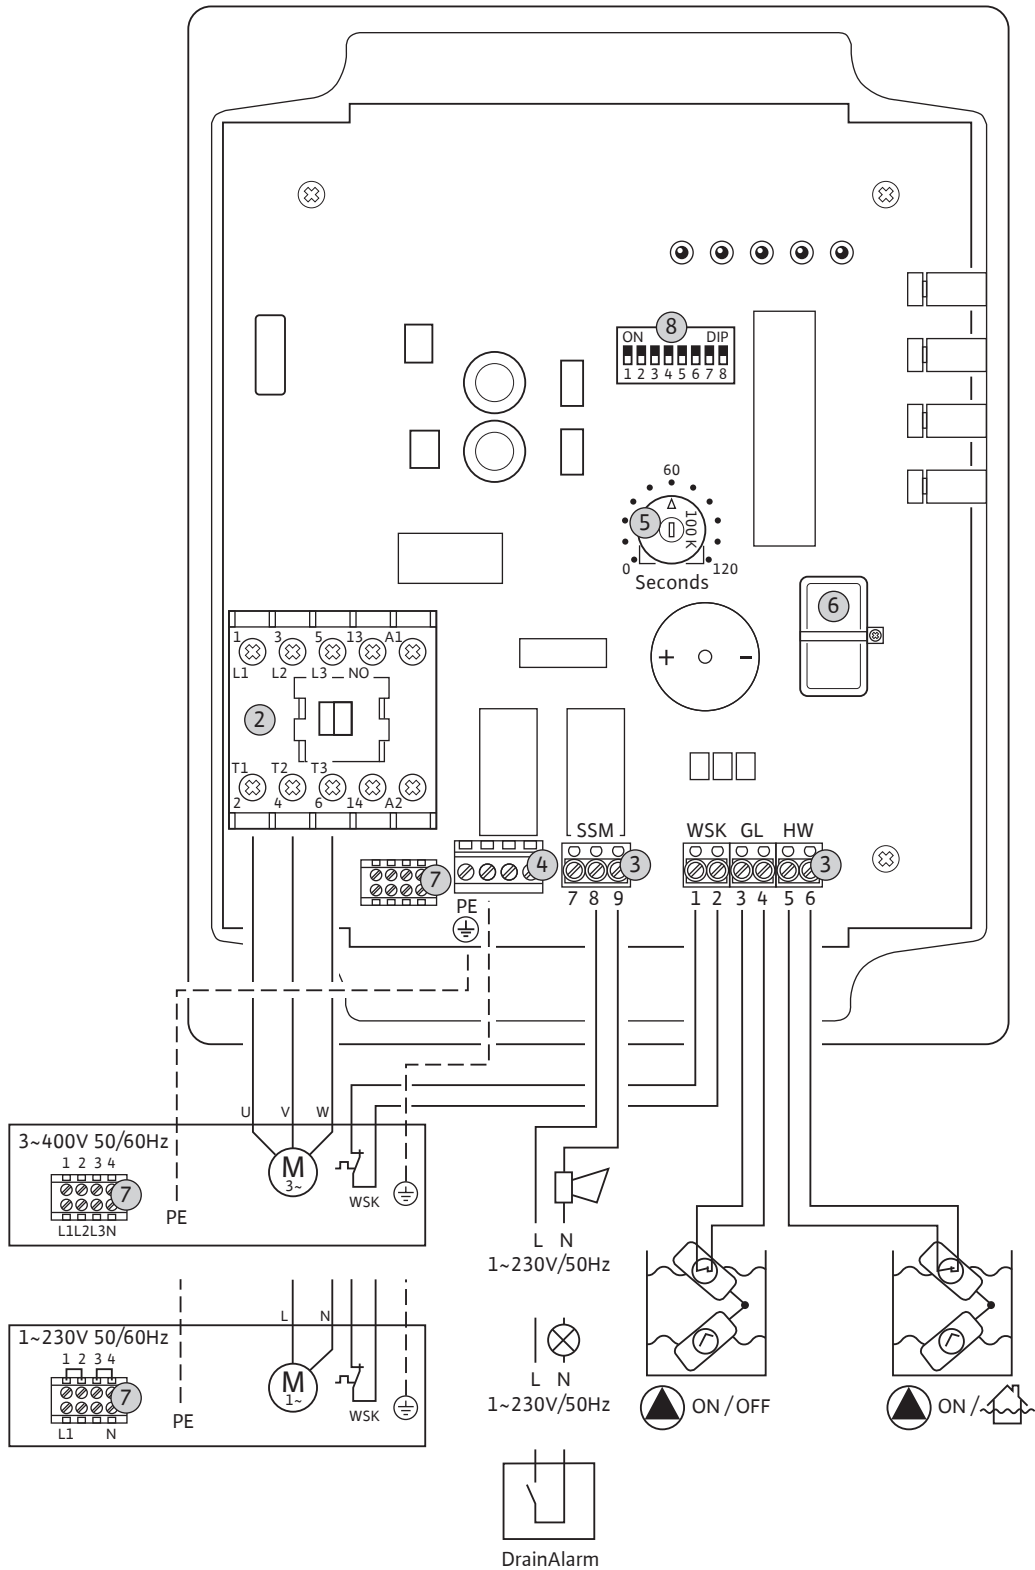 8
ON DIP
1 2 3 4 5 6 7 8
60
5
100 K
0 120
Seconds
6
+ -
1 3 5 13 A1
L1 L2 L3 NO
2
T1 T2 T3
2 4 6 14 A2
SSM WSK GL HW
7 4 3 3
7 8 9 1 2 3 4 5 6
PE
U V W
3~400V 50/60Hz
1 2 3 4
7
L1L2L3N
PE
M
3~
WSK
L N
1~230V/50Hz
L N
1~230V 50/60Hz
1 2 3 4
7
L1 N
PE
M
1~
WSK
L N
1~230V/50Hz
ON / OFF
ON /
DrainAlarm